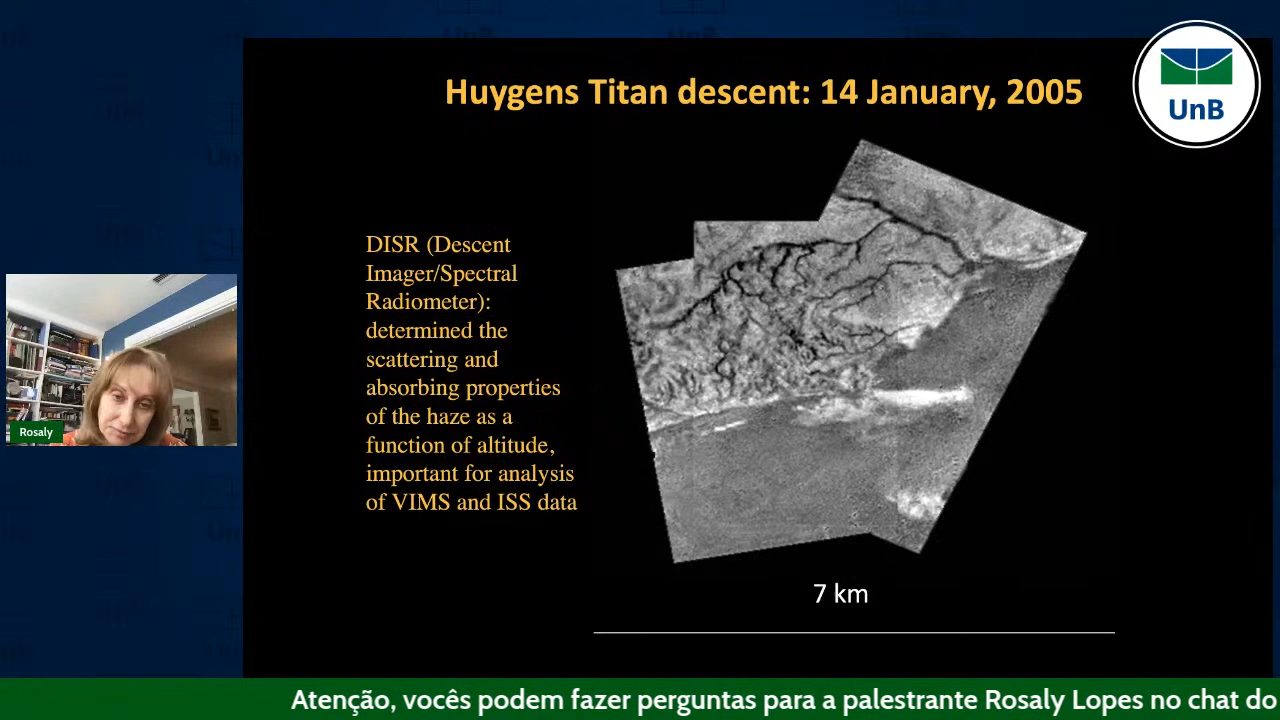 Huygens Titan descent: 14 January, 2005
UnB
DISR (Descent
Imager/Spectral
Radiometer):
determined the
scattering and
absorbing properties
of the haze as a
function of altitude,
important for analysis
of VIMS and ISS data
Rosaly
7 km
Atenção, vocês podem fazer perguntas para a palestrante Rosaly Lopes no chat do